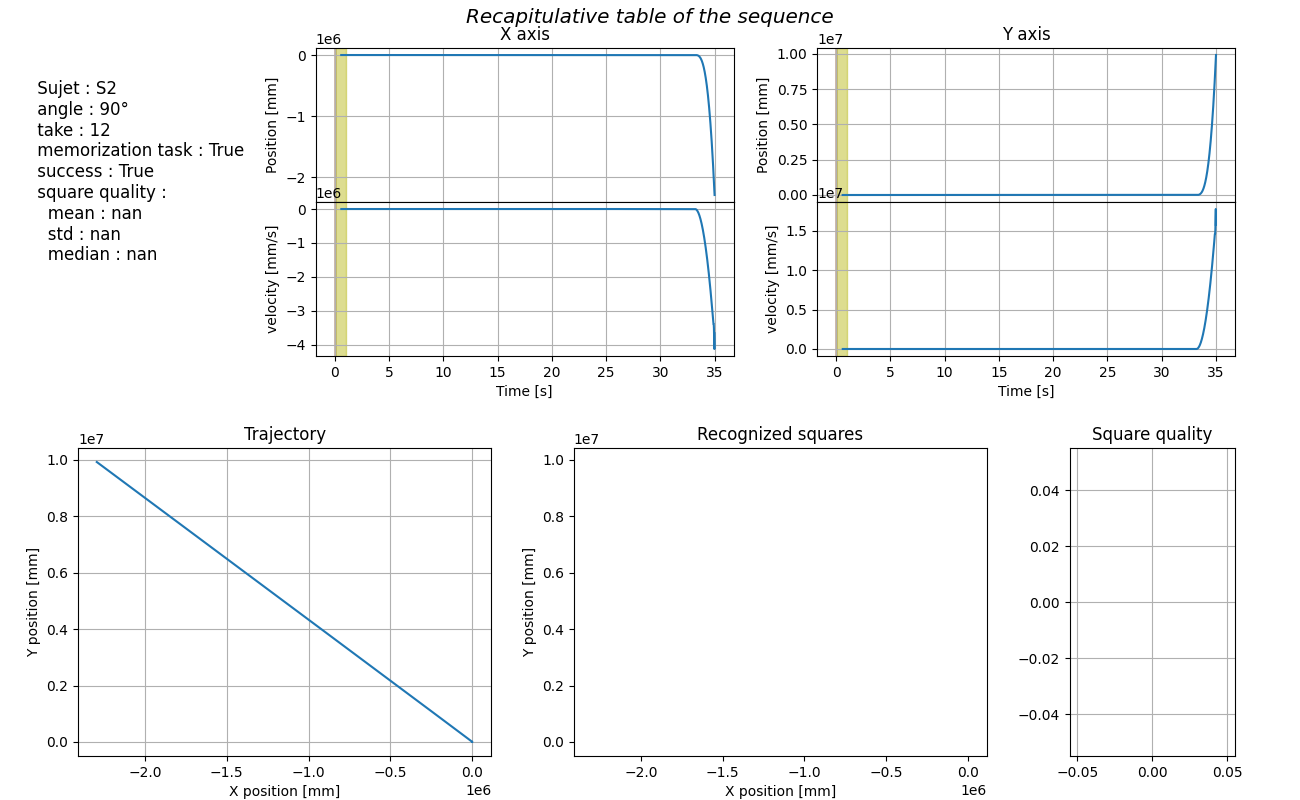 Recapitulative table of the sequence
Sujet : S2
angle : 90°
take : 12
memorization task : True
success : True
square quality :
mean : nan
std : nan
median : nan
X axis
1e6
Position [mm]
0
−1
−2
1e6
velocity [mm/s]
0
−1
−2
−3
−4
0 5 10 15 20 25 30 35
Time [s]
Y axis
1e7
Position [mm]
1.00
0.75
0.50
0.25
0.00
1e7
velocity [mm/s]
1.5
1.0
0.5
0.0
0 5 10 15 20 25 30 35
Time [s]
Trajectory
1e7
Y position [mm]
1.0
0.8
0.6
0.4
0.2
0.0
−2.0 −1.5 −1.0 −0.5 0.0
X position [mm]
1e6
Recognized squares
1e7
Y position [mm]
1.0
0.8
0.6
0.4
0.2
0.0
−2.0 −1.5 −1.0 −0.5 0.0
X position [mm]
1e6
Square quality
0.04
0.02
0.00
−0.02
−0.04
−0.05 0.00 0.05